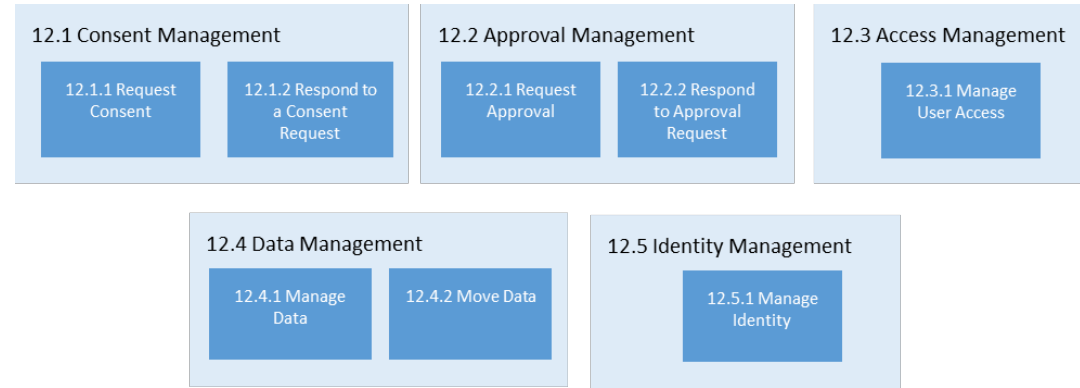 12.1 Consent Management
12.1.1 Request
Consent
12.1.2 Respond to
a Consent
Request
12.2 Approval Management
12.2.1 Request
Approval
12.2.2 Respond
to Approval
Request
12.3 Access Management
12.3.1 Manage
User Access
12.4 Data Management
12.4.1 Manage
Data
12.4.2 Move Data
12.5 Identity Management
12.5.1 Manage
Identity